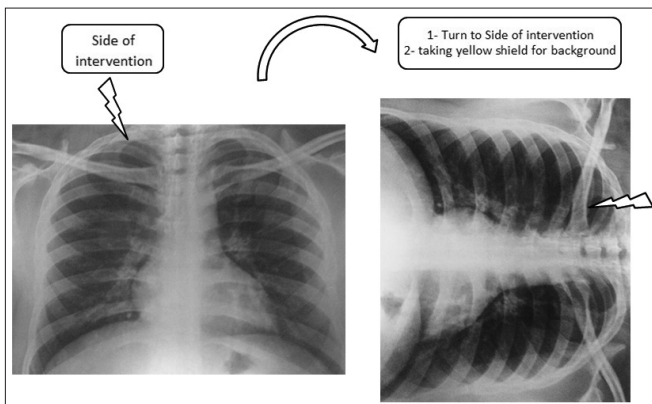 Side of
intervention
1- Turn to Side of intervention
2- taking yellow shield for background